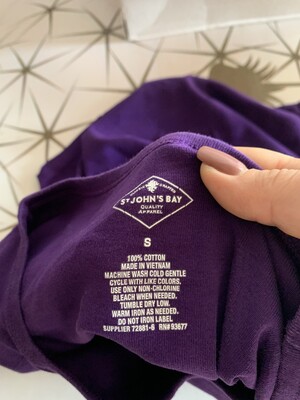 ST JOHN'S BAY
QUALITY
APPAREL
S
100% COTTON
MADE IN VIETNAM
MACHINE WASH COLD GENTLE
CYCLE WITH LIKE COLORS.
USE ONLY NON-CHLORINE
BLEACH WHEN NEEDED.
TUMBLE DRY LOW.
WARM IRON AS NEEDED.
DO NOT IRON LABEL
SUPPLIER 72881-6 RN# 93677